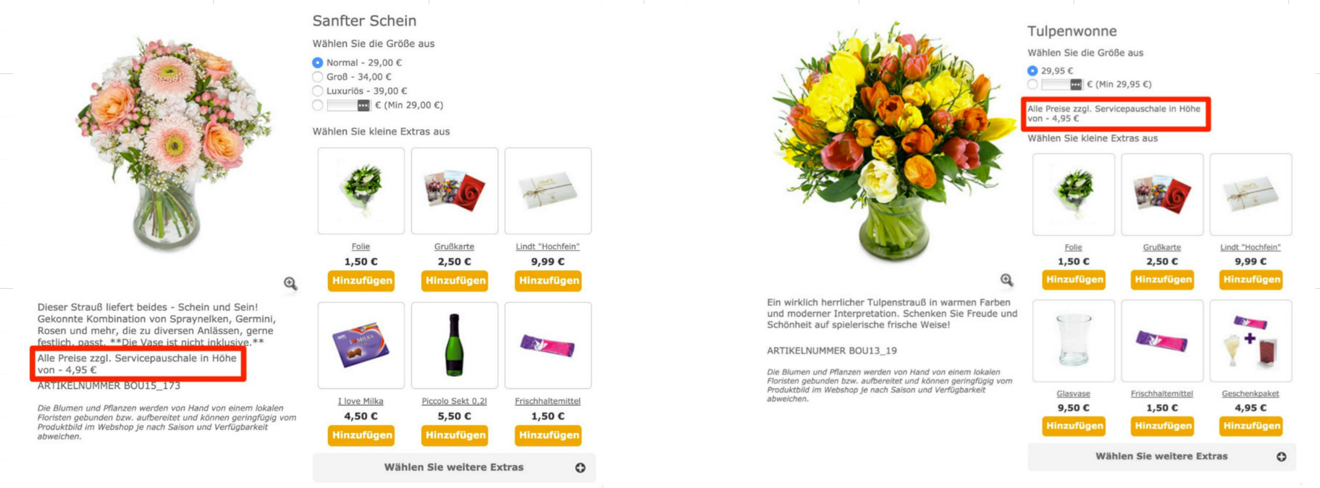 Sanfter Schein
Wählen Sie die Größe aus
Normal - 29,00 €
Groß - 34,00 €
Luxuriös - 39,00 €
€ (Min 29,00 €)
Wählen Sie kleine Extras aus
Folie
1,50 €
Hinzufügen
Grußkarte
2,50 €
Hinzufügen
Lindt "Hochfein"
9,99 €
Hinzufügen
I love Milka
4,50 €
Hinzufügen
Piccolo Sekt 0,2l
5,50 €
Hinzufügen
Frischhaltemittel
1,50 €
Hinzufügen
Wählen Sie weitere Extras
Dieser Strauß liefert beides - Schein und Sein!
Gekonnte Kombination von Spraynelken, Germini,
Rosen und mehr, die zu diversen Anlässen, gerne
festlich, passt. **Die Vase ist nicht inklusive.**
Alle Preise zzgl. Servicepauschale in Höhe
von - 4,95 €
ARTIKELNUMMER BOU15_173
Die Blumen und Pflanzen werden von Hand von einem lokalen
Floristen gebunden bzw. aufbereitet und können geringfügig vom
Produktbild im Webshop je nach Saison und Verfügbarkeit
abweichen.
Tulpenwonne
Wählen Sie die Größe aus
29,95 €
€ (Min 29,95 €)
Alle Preise zzgl. Servicepauschale in Höhe
von - 4,95 €
Wählen Sie kleine Extras aus
Folie
1,50 €
Hinzufügen
Grußkarte
2,50 €
Hinzufügen
Lindt "Hochfein"
9,99 €
Hinzufügen
Glasvase
9,50 €
Hinzufügen
Frischhaltemittel
1,50 €
Hinzufügen
Geschenkpaket
4,95 €
Hinzufügen
Wählen Sie weitere Extras
Ein wirklich herrlicher Tulpenstrauß in warmen Farben
und moderner Interpretation. Schenken Sie Freude und
Schönheit auf spielerische frische Weise!
ARTIKELNUMMER BOU13_19
Die Blumen und Pflanzen werden von Hand von einem lokalen
Floristen gebunden bzw. aufbereitet und können geringfügig vom
Produktbild im Webshop je nach Saison und Verfügbarkeit
abweichen.